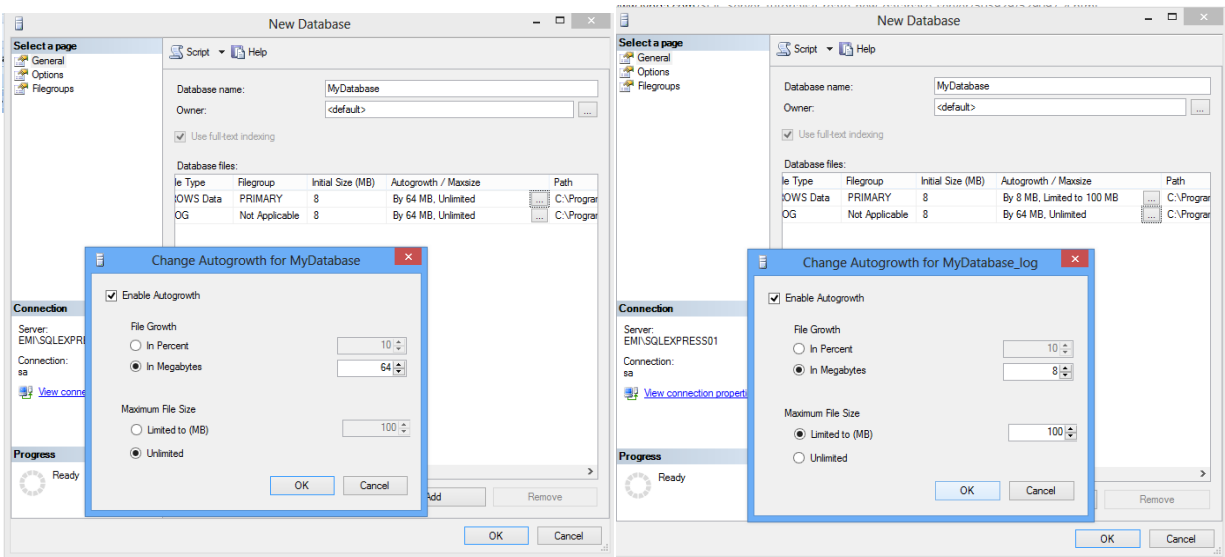 New Database
Select a page
General
Options
Filegroups
Script
Help
Database name:
MyDatabase
Owner:
<default>
...
Use full-text indexing
Database files:
le Type Filegroup Initial Size (MB) Autogrowth / Maxsize Path
ROWS Data PRIMARY 8 By 64 MB, Unlimited ... C:\Program
OG Not Applicable 8 By 64 MB, Unlimited ... C:\Program
Change Autogrowth for MyDatabase
Enable Autogrowth
File Growth
In Percent 10
In Megabytes 64
Maximum File Size
Limited to (MB) 100
Unlimited
OK Cancel
Connection
Server:
EMI\SQLEXPRE
Connection:
sa
View conne
Progress
Ready
Add Remove
OK Cancel
New Database
Select a page
General
Options
Filegroups
Script
Help
Database name:
MyDatabase
Owner:
<default>
...
Use full-text indexing
Database files:
le Type Filegroup Initial Size (MB) Autogrowth / Maxsize Path
OWS Data PRIMARY 8 By 8 MB, Limited to 100 MB ... C:\Program
OG Not Applicable 8 By 64 MB, Unlimited ... C:\Program
Change Autogrowth for MyDatabase_log
Enable Autogrowth
File Growth
In Percent 10
In Megabytes 8
Maximum File Size
Limited to (MB) 100
Unlimited
OK Cancel
Connection
Server:
EMI\SQLEXPRESS01
Connection:
sa
View connection properti
Progress
Ready
Remove
OK Cancel